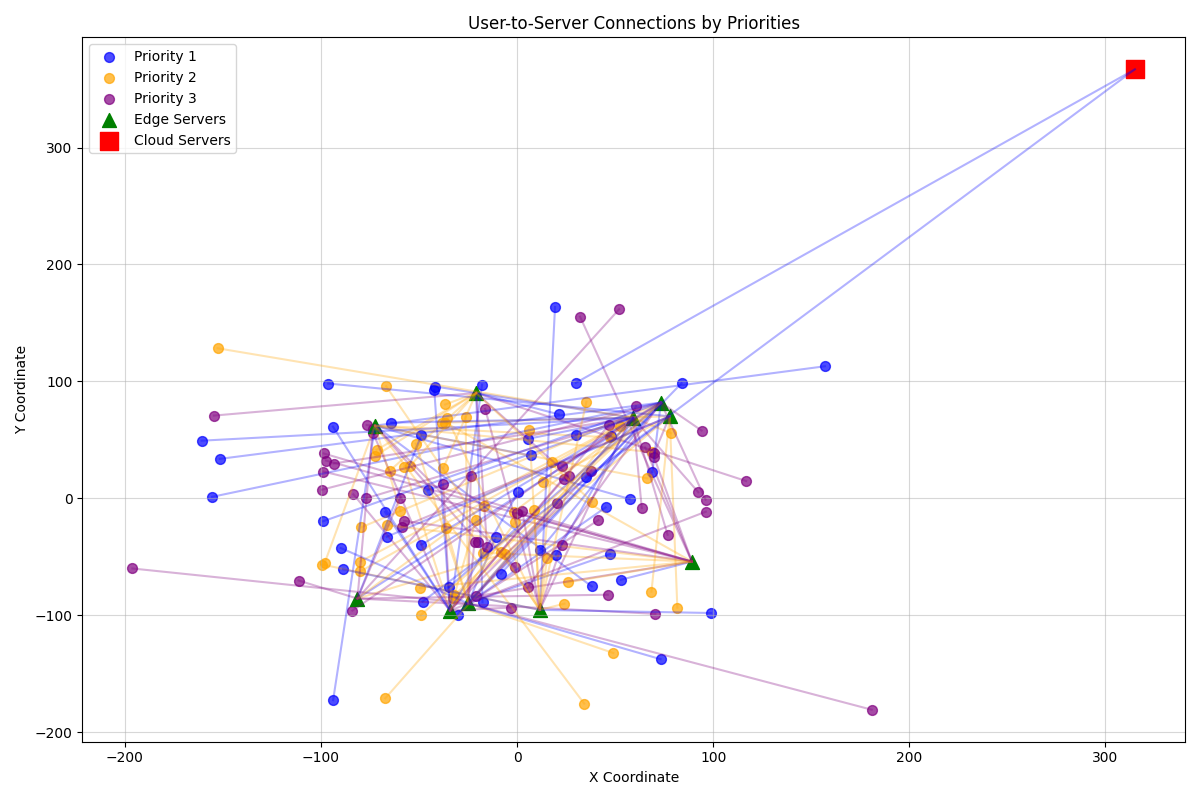 User-to-Server Connections by Priorities
Priority 1
Priority 2
Priority 3
Edge Servers
Cloud Servers
Y Coordinate
300
200
100
0
−100
−200
−200
−100
0
100
200
300
X Coordinate